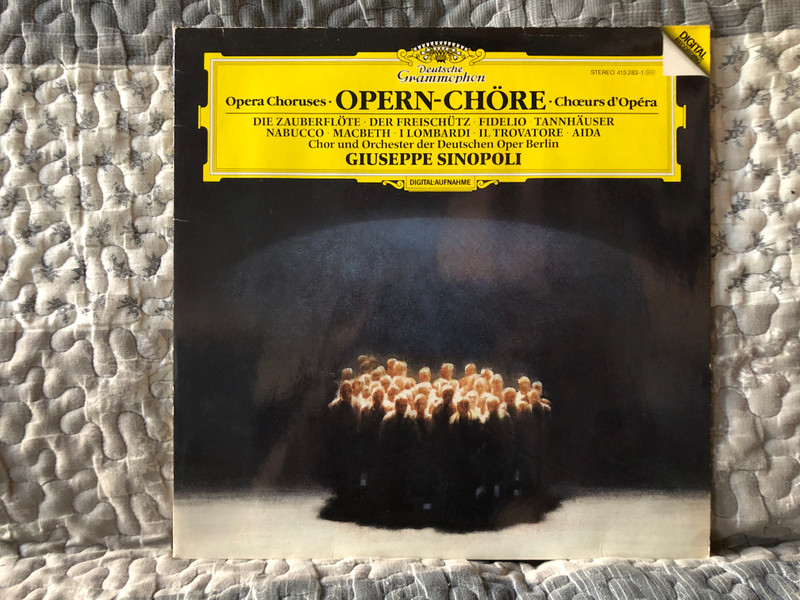 DIGITAL
Deutsche
Grammophon
STEREO 415 283-1
Opera Choruses · OPERN-CHÖRE · Chœurs d'Opéra
DIE ZAUBERFLÖTE · DER FREISCHÜTZ · FIDELIO · TANNHÄUSER
NABUCCO · MACBETH · I LOMBARDI · IL TROVATORE · AIDA
Chor und Orchester der Deutschen Oper Berlin
GIUSEPPE SINOPOLI
DIGITAL-AUFNAHME